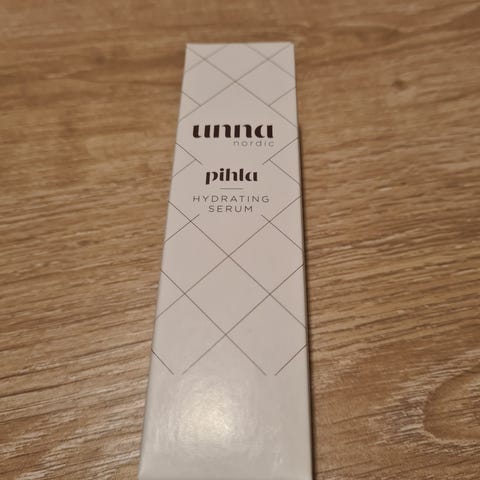 unna
nordic
pihla
HYDRATING
SERUM